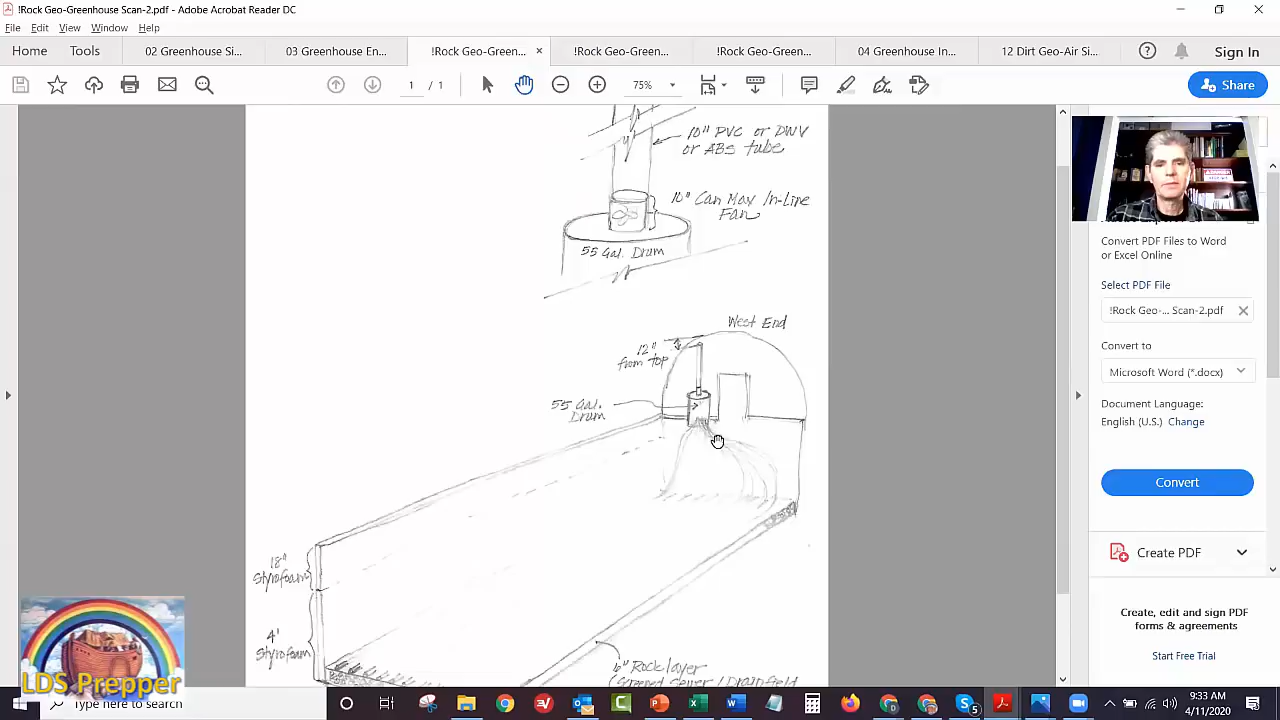 !Rock Geo-Greenhouse Scan-2.pdf - Adobe Acrobat Reader DC
File Edit View Window Help
Home Tools 02 Greenhouse Si... 03 Greenhouse En... !Rock Geo-Green... × !Rock Geo-Green... !Rock Geo-Green... 04 Greenhouse In... 12 Dirt Geo-Air Si... Sign In
1 / 1 75% Share
10" PVC or DWV
or ABS tube
10" Can Max In-Line
Fan
55 Gal. Drum
West End
12"
from top
55 Gal.
Drum
18"
Styrofoam
4'
Styrofoam
6" Rock layer
Convert PDF Files to Word
or Excel Online
Select PDF File
!Rock Geo-... Scan-2.pdf
Convert to
Microsoft Word (*.docx)
Document Language:
English (U.S.) Change
Convert
Create PDF
Create, edit and sign PDF
forms & agreements
Start Free Trial
LDS Prepper
Type here to search
9:33 AM
4/11/2020